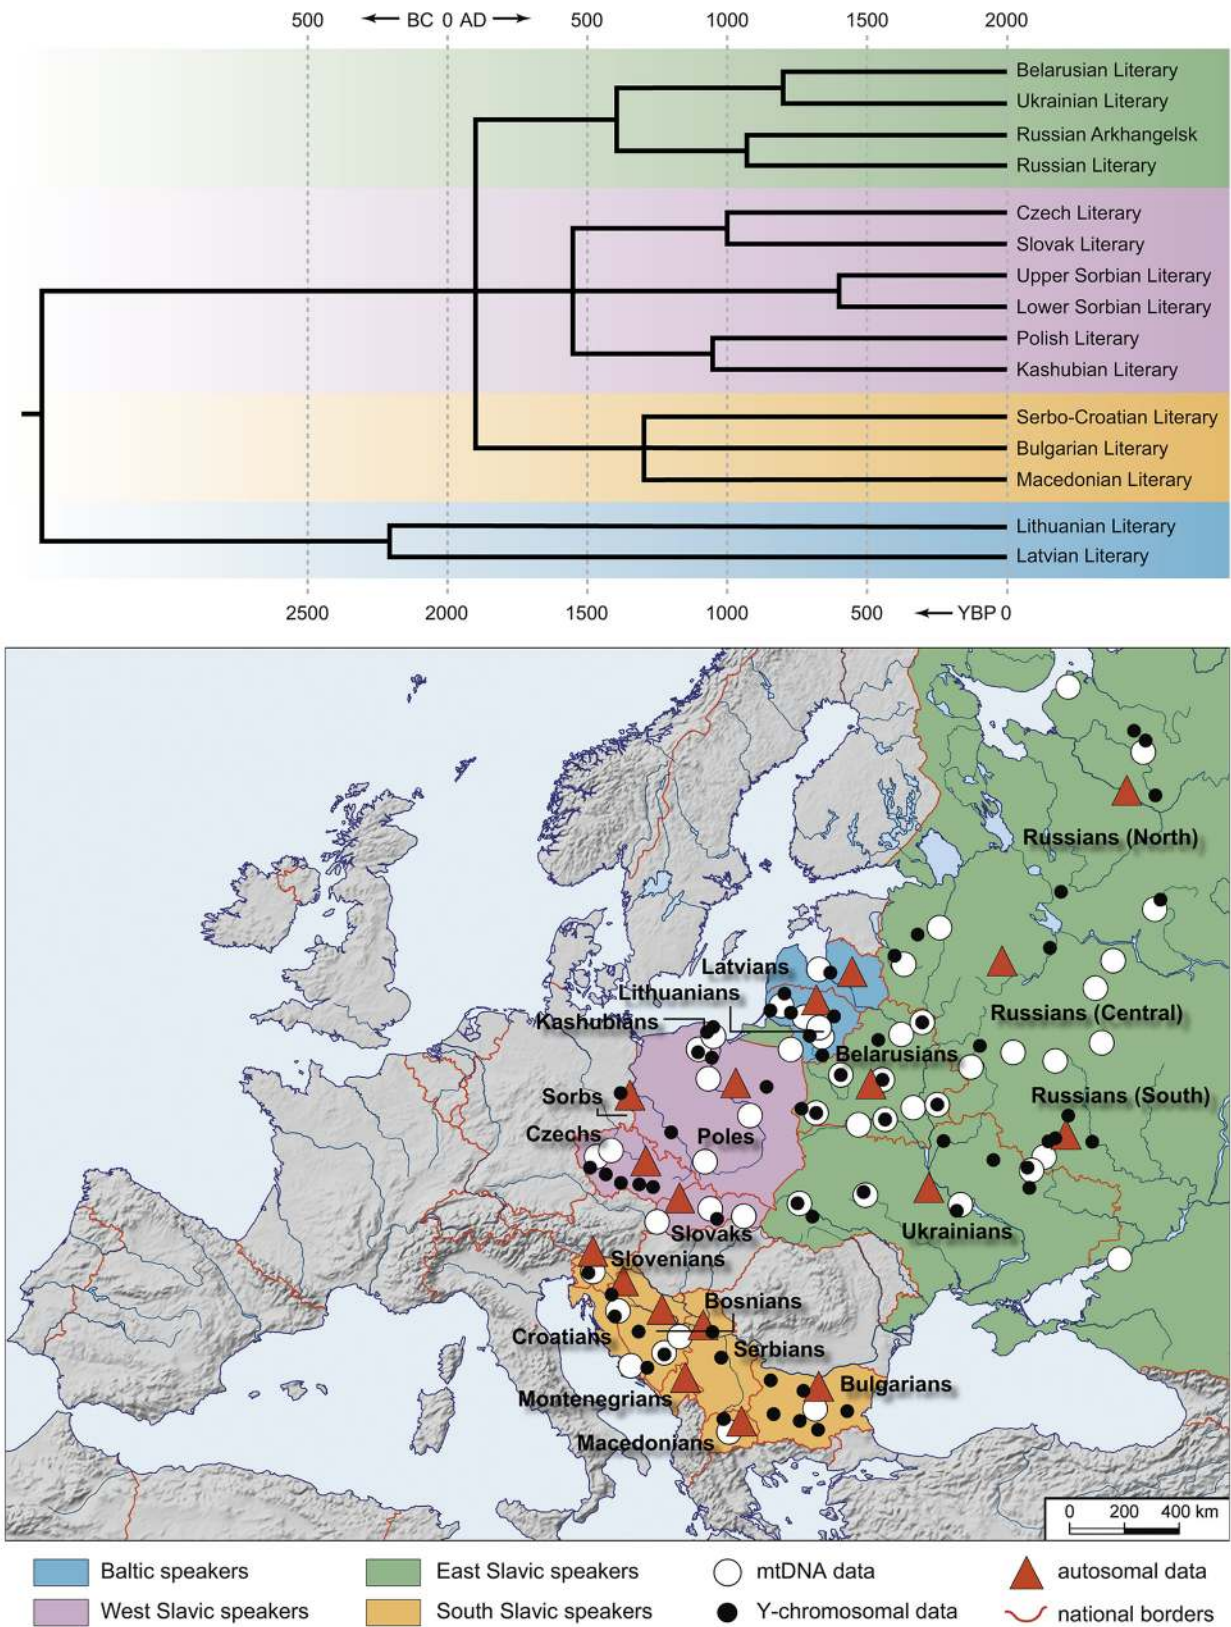 500 BC 0 AD 500 1000 1500 2000
Belarusian Literary
Ukrainian Literary
Russian Arkhangelsk
Russian Literary
Czech Literary
Slovak Literary
Upper Sorbian Literary
Lower Sorbian Literary
Polish Literary
Kashubian Literary
Serbo-Croatian Literary
Bulgarian Literary
Macedonian Literary
Lithuanian Literary
Latvian Literary
2500 2000 1500 1000 500 YBP 0
Russians (North)
Latvians
Lithuanians
Russians (Central)
Kashubians
Belarusians
Sorbs
Russians (South)
Czechs
Poles
Slovaks
Ukrainians
Slovenians
Bosnians
Croatians
Serbians
Bulgarians
Montenegrians
Macedonians
0 200 400 km
Baltic speakers
East Slavic speakers
mtDNA data
autosomal data
West Slavic speakers
South Slavic speakers
Y-chromosomal data
national borders